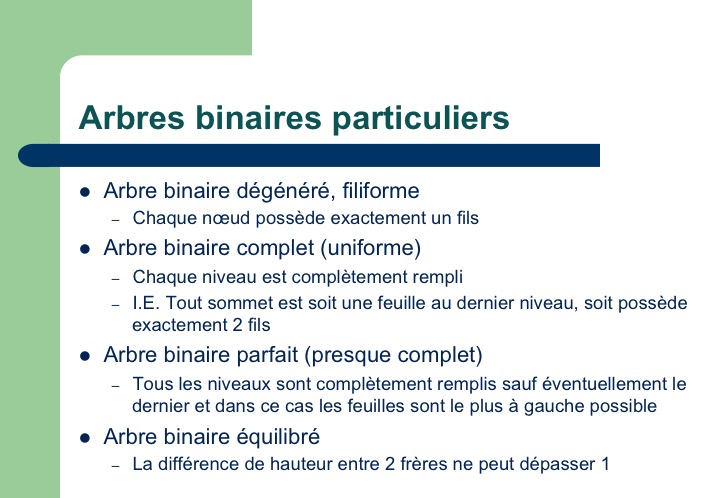 Arbres binaires particuliers
● Arbre binaire dégénéré, filiforme
– Chaque nœud possède exactement un fils
● Arbre binaire complet (uniforme)
– Chaque niveau est complètement rempli
– I.E. Tout sommet est soit une feuille au dernier niveau, soit possède
exactement 2 fils
● Arbre binaire parfait (presque complet)
– Tous les niveaux sont complètement remplis sauf éventuellement le
dernier et dans ce cas les feuilles sont le plus à gauche possible
● Arbre binaire équilibré
– La différence de hauteur entre 2 frères ne peut dépasser 1